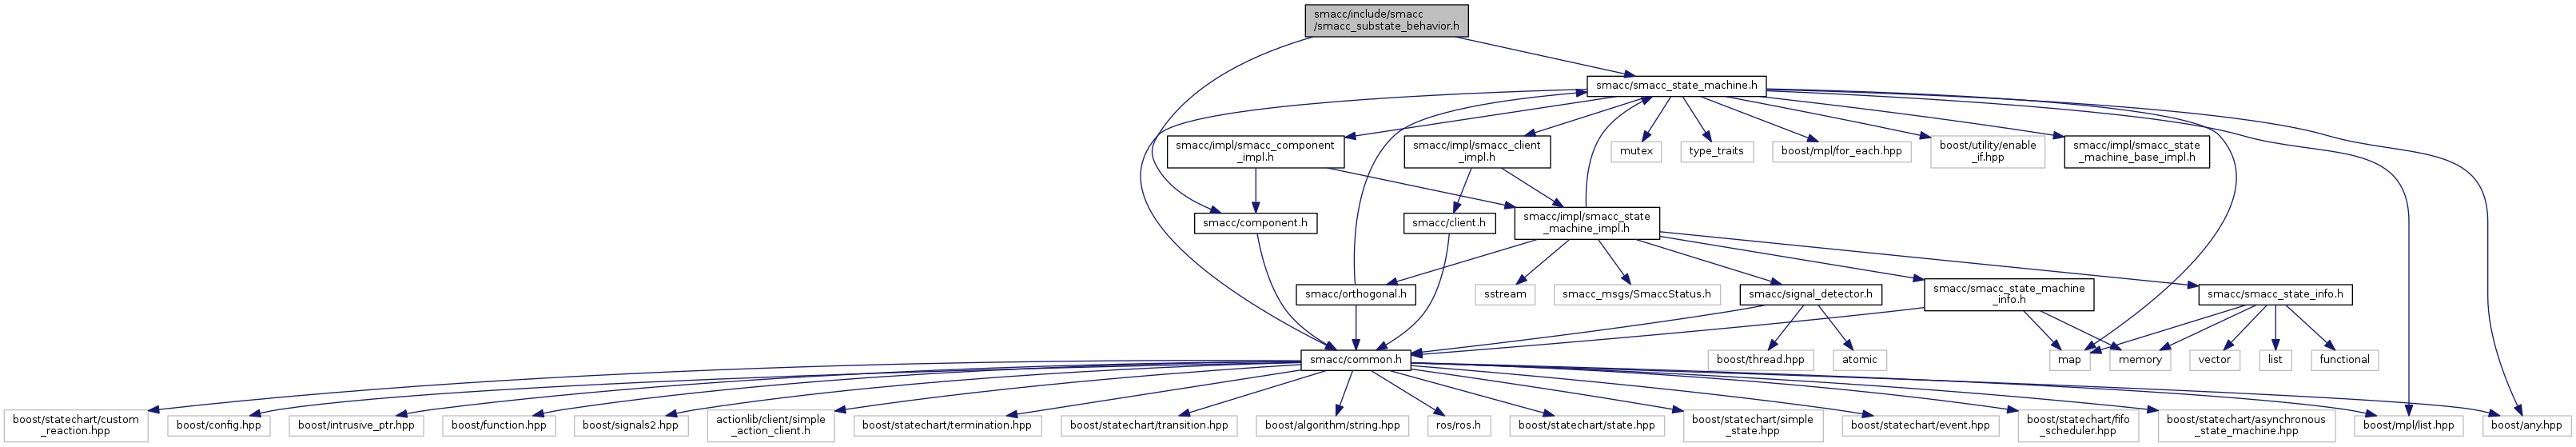 smacc/include/smacc
/smacc_substate_behavior.h
smacc/smacc_state_machine.h
smacc/impl/smacc_component
_impl.h
smacc/impl/smacc_client
_impl.h
mutex
type_traits
boost/mpl/for_each.hpp
boost/utility/enable
_if.hpp
smacc/impl/smacc_state
_machine_base_impl.h
smacc/component.h
smacc/client.h
smacc/impl/smacc_state
_machine_impl.h
smacc/orthogonal.h
sstream
smacc_msgs/SmaccStatus.h
smacc/signal_detector.h
smacc/smacc_state_machine
_info.h
smacc/smacc_state_info.h
smacc/common.h
boost/thread.hpp
atomic
map
memory
vector
list
functional
boost/statechart/custom
_reaction.hpp
boost/config.hpp
boost/intrusive_ptr.hpp
boost/function.hpp
boost/signals2.hpp
actionlib/client/simple
_action_client.h
boost/statechart/termination.hpp
boost/statechart/transition.hpp
boost/algorithm/string.hpp
ros/ros.h
boost/statechart/state.hpp
boost/statechart/simple
_state.hpp
boost/statechart/event.hpp
boost/statechart/fifo
_scheduler.hpp
boost/statechart/asynchronous
_state_machine.hpp
boost/mpl/list.hpp
boost/any.hpp